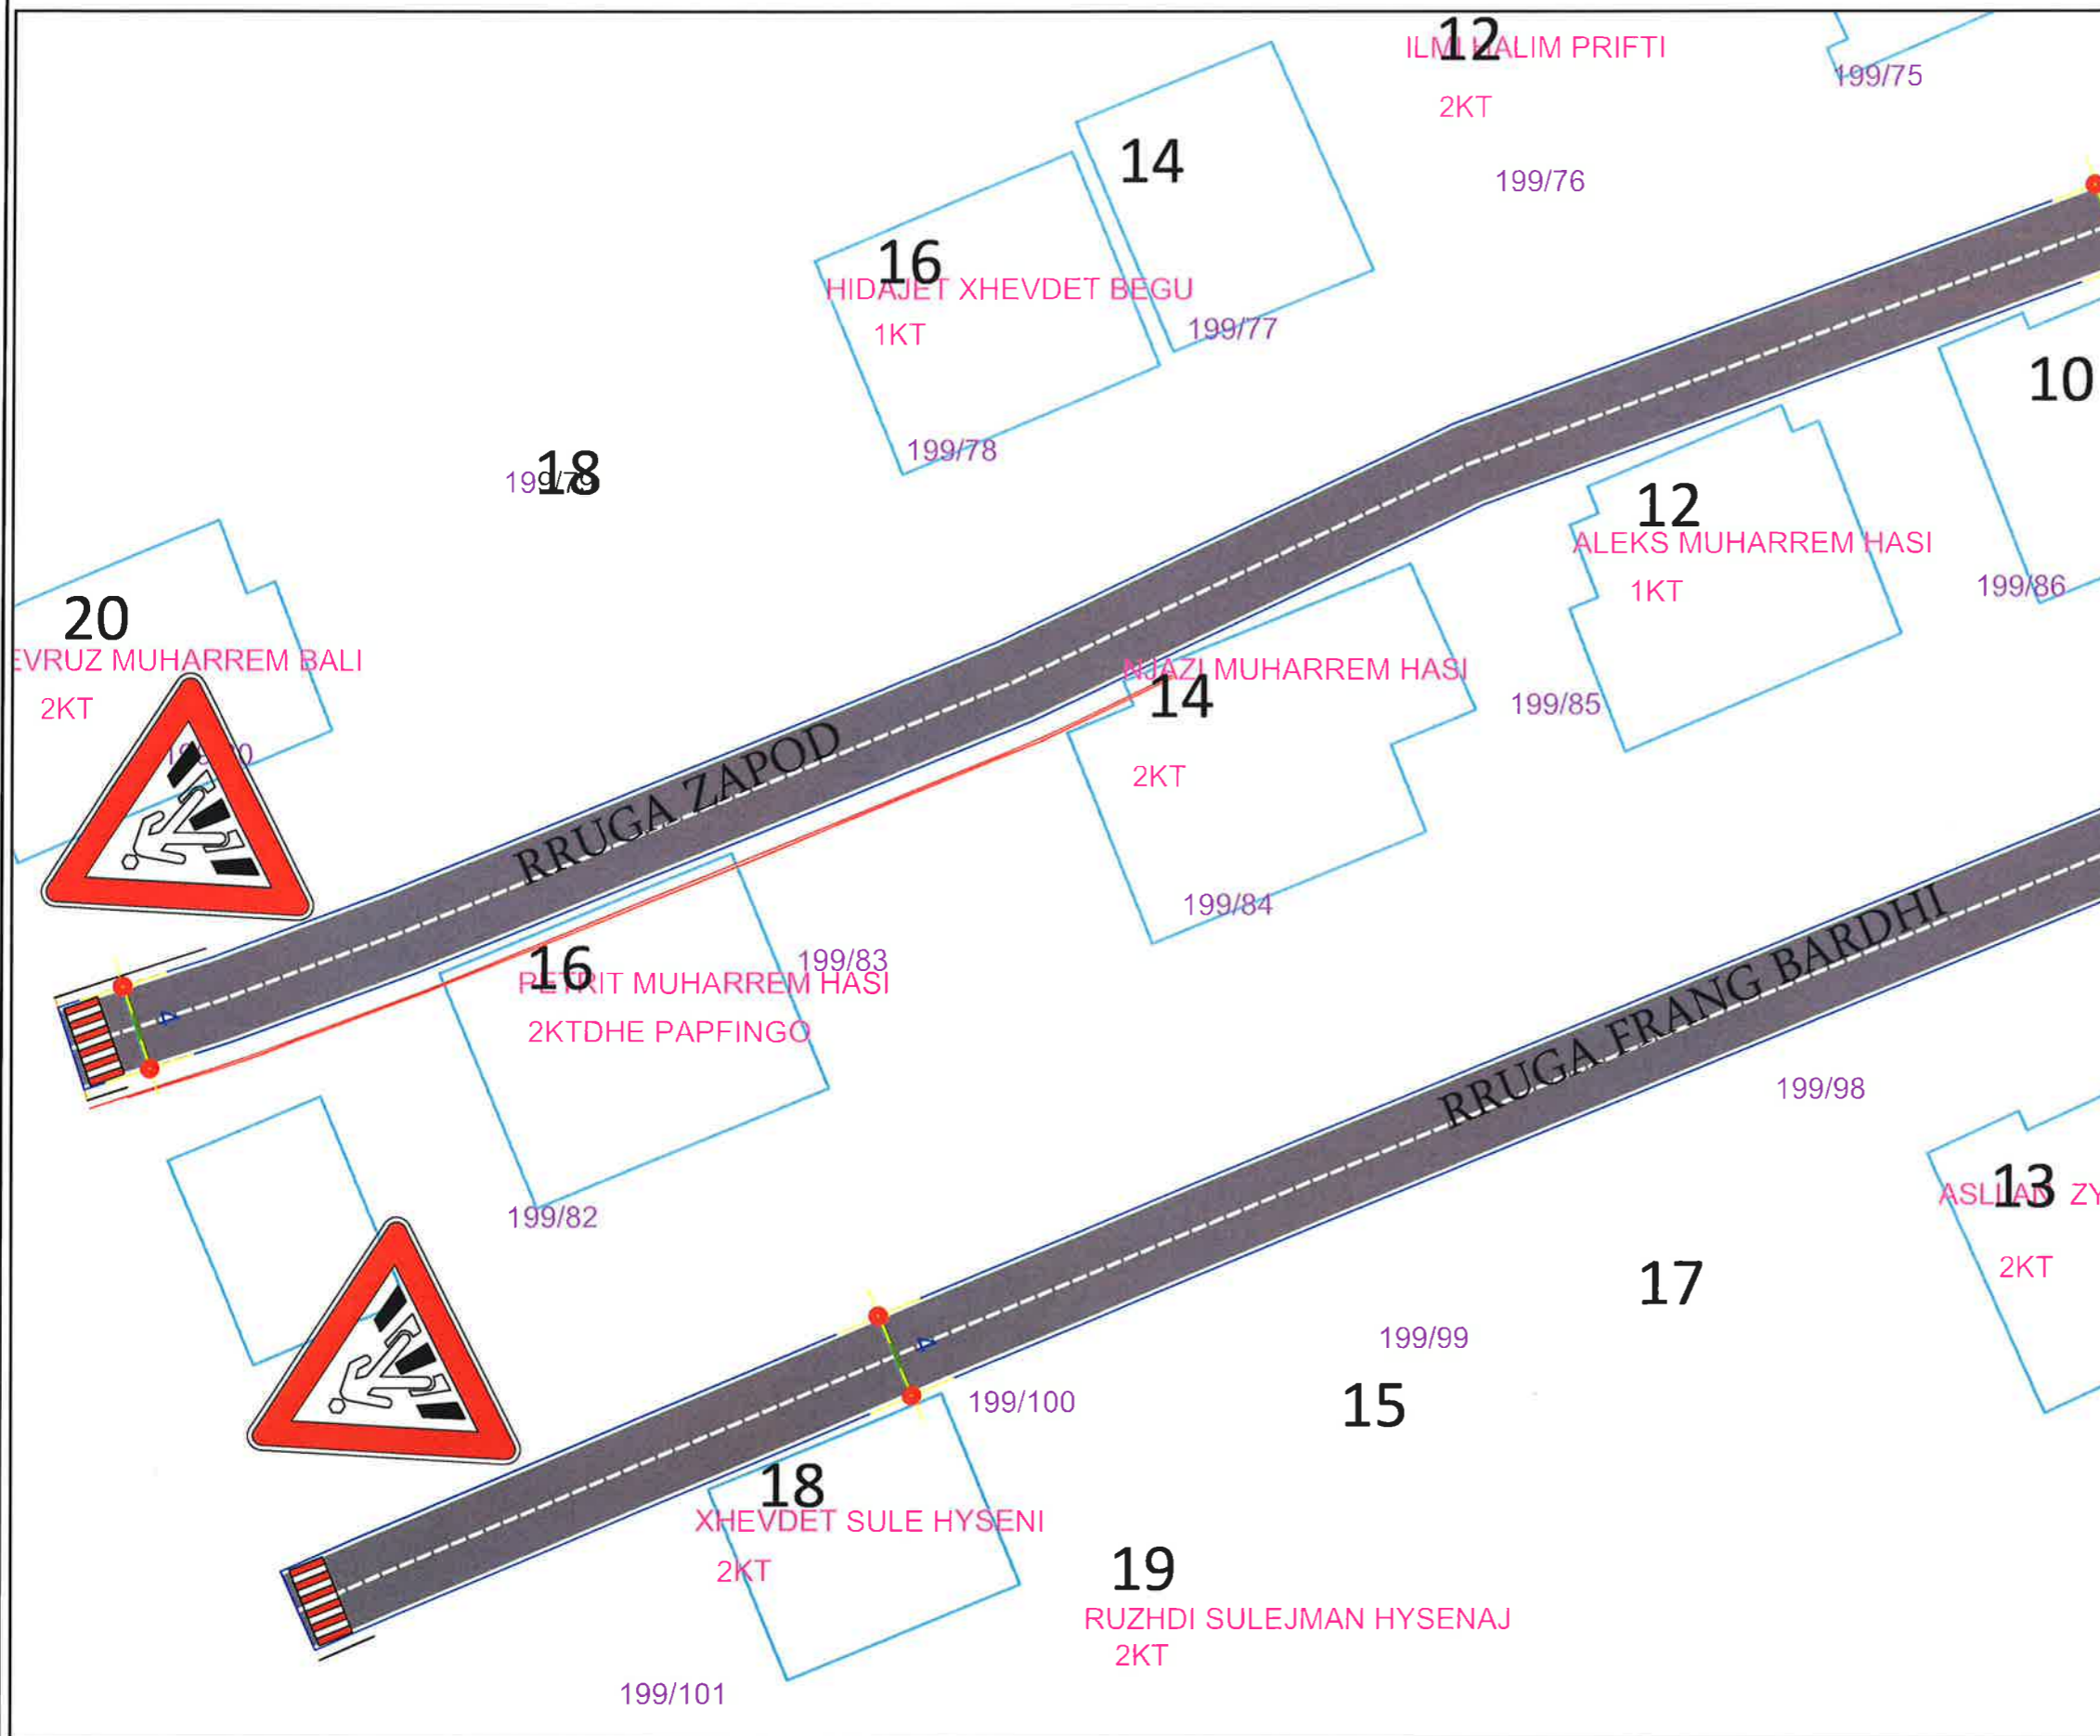 12
ILMI HALIM PRIFTI
2KT
199/75
199/76
14
199/77
16
HIDAJET XHEVDET BEGU
1KT
199/78
10
199/86
18
199/79
12
ALEKS MUHARREM HASI
1KT
199/85
20
EVRUZ MUHARREM BALI
2KT
NJAZI MUHARREM HASI
14
2KT
199/84
RRUGA ZAPOD
16
199/83
PETRIT MUHARREM HASI
2KTDHE PAPFINGO
199/82
RRUGA FRANG BARDHI
199/98
13
ASLLAN ZY
2KT
17
199/99
15
199/100
18
XHEVDET SULE HYSENI
2KT
19
RUZHDI SULEJMAN HYSENAJ
2KT
199/101